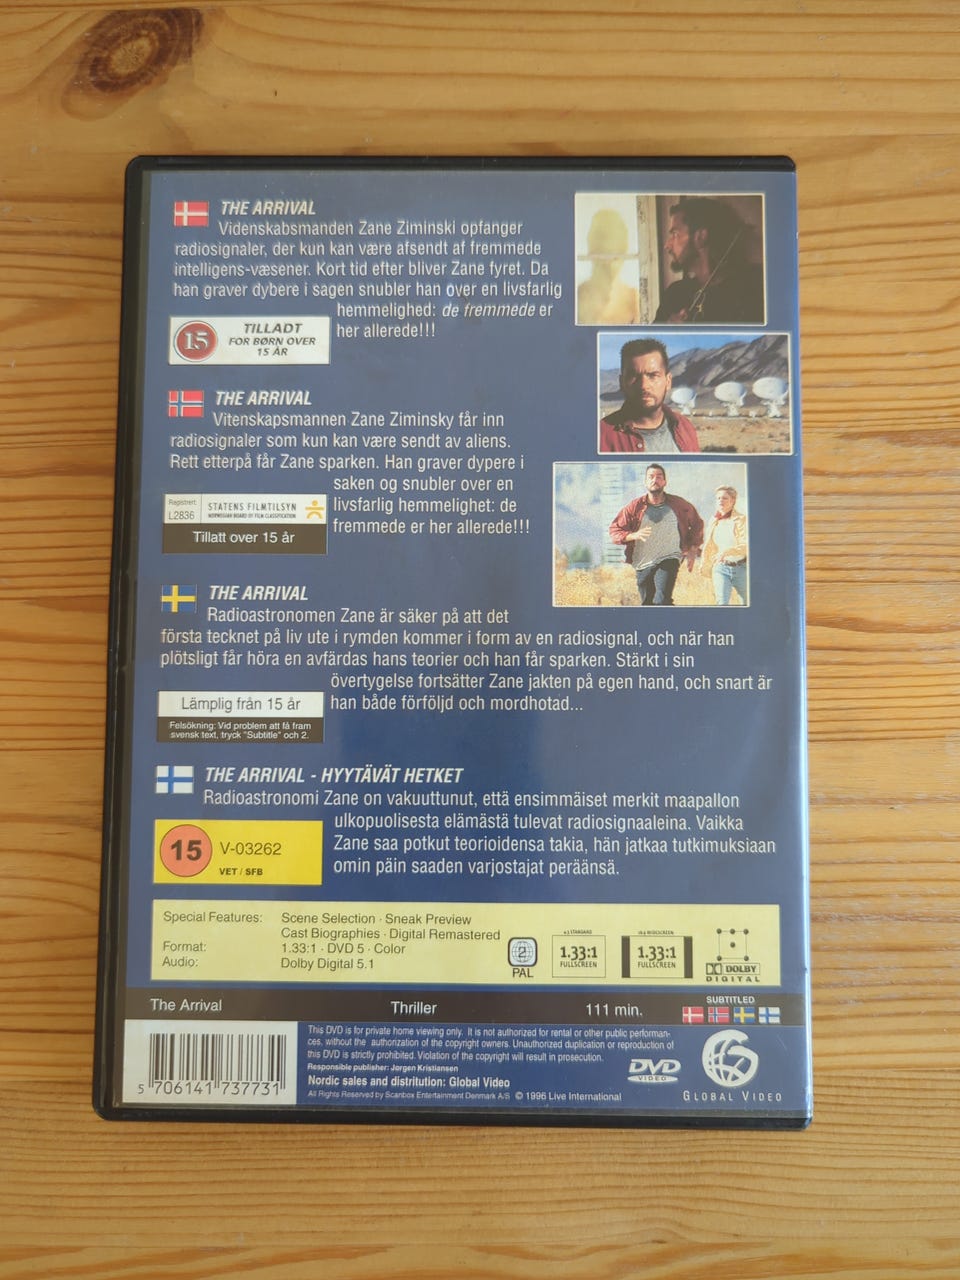 THE ARRIVAL
Videnskabsmanden Zane Ziminski opfanger
radiosignaler, der kun kan være afsendt af fremmede
intelligens-væsener. Kort tid efter bliver Zane fyret. Da
han graver dybere i sagen snubler han over en livsfarlig
hemmelighed: de fremmede er
her allerede!!!
15
TILLADT
FOR BØRN OVER
15 ÅR
THE ARRIVAL
Vitenskapsmannen Zane Ziminsky får inn
radiosignaler som kun kan være sendt av aliens.
Rett etterpå får Zane sparken. Han graver dypere i
saken og snubler over en
livsfarlig hemmelighet: de
fremmede er her allerede!!!
Registrert
L2836
STATENS FILMTILSYN
NORWEGIAN BOARD OF FILM CLASSIFICATION
Tillatt over 15 år
THE ARRIVAL
Radioastronomen Zane är säker på att det
första tecknet på liv ute i rymden kommer i form av en radiosignal, och när han
plötsligt får höra en avfärdas hans teorier och han får sparken. Stärkt i sin
övertygelse fortsätter Zane jakten på egen hand, och snart är
han både förföljd och mordhotad...
Lämplig från 15 år
Felsökning: Vid problem att få fram
svensk text, tryck "Subtitle" och 2.
THE ARRIVAL - HYYTÄVÄT HETKET
Radioastronomi Zane on vakuuttunut, että ensimmäiset merkit maapallon
ulkopuolisesta elämästä tulevat radiosignaaleina. Vaikka
Zane saa potkut teorioidensa takia, hän jatkaa tutkimuksiaan
omin päin saaden varjostajat peräänsä.
15
V-03262
VET / SFB
Special Features: Scene Selection · Sneak Preview
Cast Biographies · Digital Remastered
Format: 1.33:1 · DVD 5 · Color
Audio: Dolby Digital 5.1
2
PAL
4:3 STANDARD
1.33:1
FULLSCREEN
16:9 WIDESCREEN
1.33:1
FULLSCREEN
DOLBY
DIGITAL
The Arrival Thriller 111 min.
SUBTITLED
This DVD is for private home viewing only. It is not authorized for rental or other public performan-
ces, without the authorization of the copyright owners. Unauthorized duplication or reproduction of
this DVD is strictly prohibited. Violation of the copyright will result in prosecution.
Responsible publisher: Jørgen Kristiansen
Nordic sales and distrtibution: Global Video
All Rights Reserved by Scanbox Entertainment Denmark A/S © 1996 Live International
5 706141 737731
DVD
VIDEO
GLOBAL VIDEO